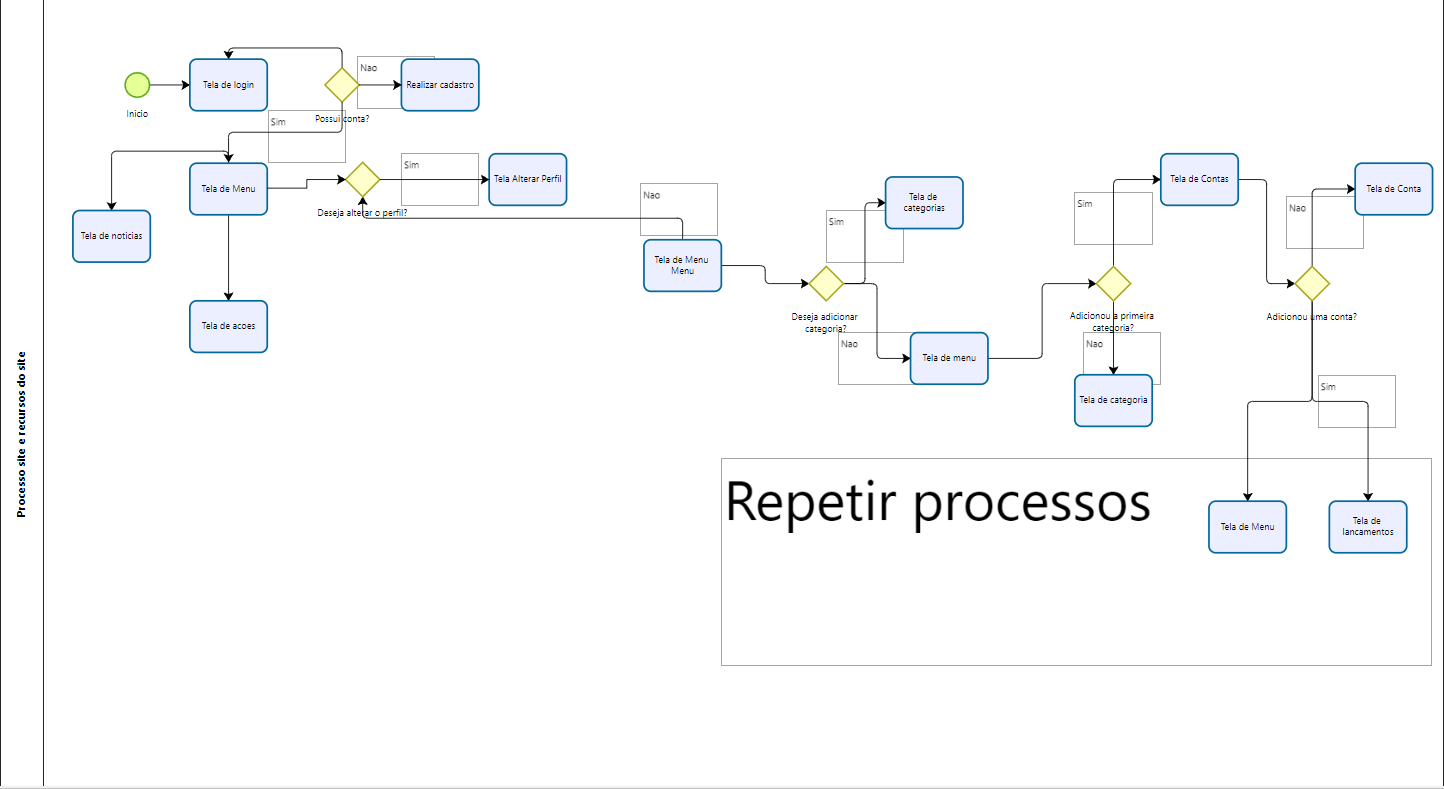 Processo site e recursos do site
Inicio
Tela de login
Possui conta?
Nao
Realizar cadastro
Sim
Tela de Menu
Tela de noticias
Tela de acoes
Deseja alterar o perfil?
Sim
Tela Alterar Perfil
Nao
Tela de Menu
Menu
Deseja adicionar
categoria?
Sim
Tela de
categorias
Nao
Tela de menu
Adicionou a primeira
categoria?
Sim
Tela de Contas
Nao
Tela de categoria
Adicionou uma conta?
Nao
Tela de Conta
Sim
Repetir processos
Tela de Menu
Tela de
lancamentos